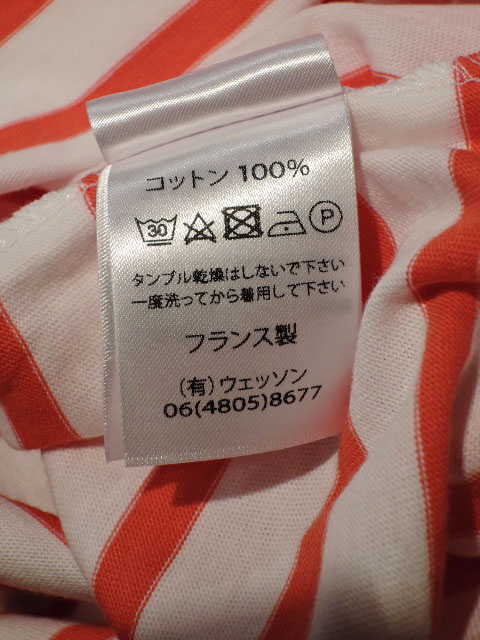 コットン 100%
30 P
タンブル乾燥はしないで下さい
一度洗ってから着用して下さい
フランス製
(有)ウェッソン
06(4805)8677